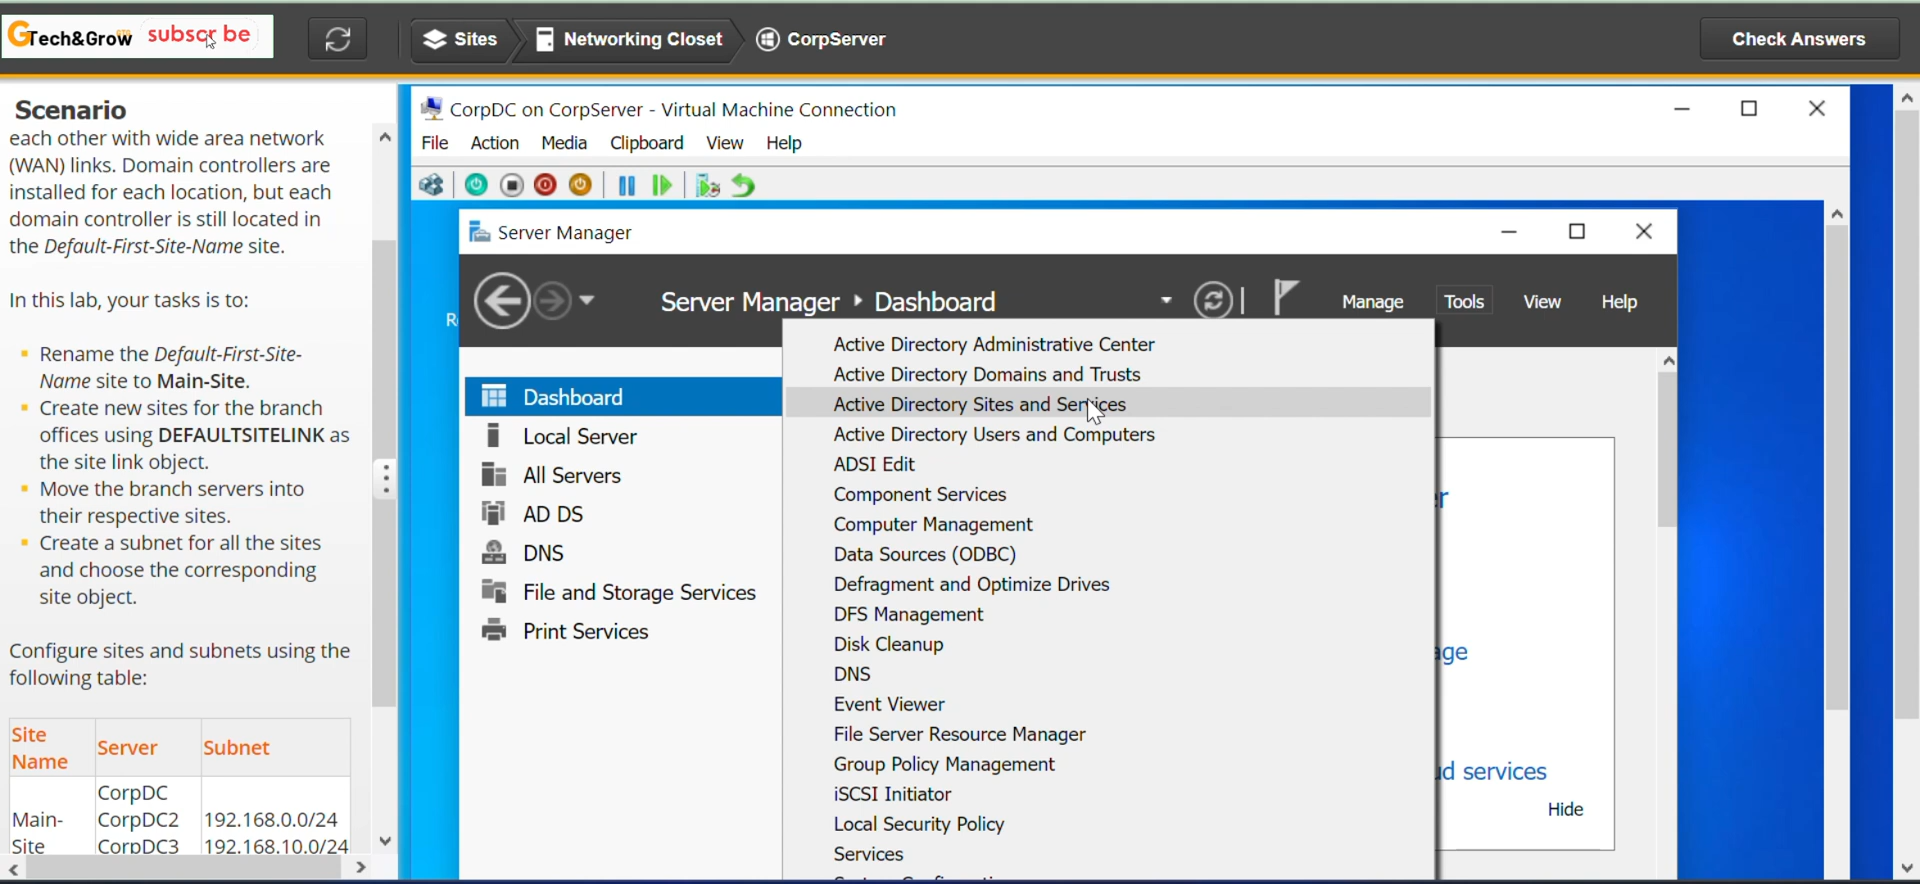 GTech&Grow subscribe
Sites
Networking Closet
CorpServer
Check Answers
Scenario
each other with wide area network
(WAN) links. Domain controllers are
installed for each location, but each
domain controller is still located in
the Default-First-Site-Name site.
In this lab, your tasks is to:
Rename the Default-First-Site-
Name site to Main-Site.
Create new sites for the branch
offices using DEFAULTSITELINK as
the site link object.
Move the branch servers into
their respective sites.
Create a subnet for all the sites
and choose the corresponding
site object.
Configure sites and subnets using the
following table:
Site
Name
Server
Subnet
Main-
Site
CorpDC
CorpDC2
CorpDC3
192.168.0.0/24
192.168.10.0/24
CorpDC on CorpServer - Virtual Machine Connection
File Action Media Clipboard View Help
Server Manager
Server Manager Dashboard
Manage Tools View Help
Dashboard
Local Server
All Servers
AD DS
DNS
File and Storage Services
Print Services
Active Directory Administrative Center
Active Directory Domains and Trusts
Active Directory Sites and Services
Active Directory Users and Computers
ADSI Edit
Component Services
Computer Management
Data Sources (ODBC)
Defragment and Optimize Drives
DFS Management
Disk Cleanup
DNS
Event Viewer
File Server Resource Manager
Group Policy Management
iSCSI Initiator
Local Security Policy
Services
services
Hide